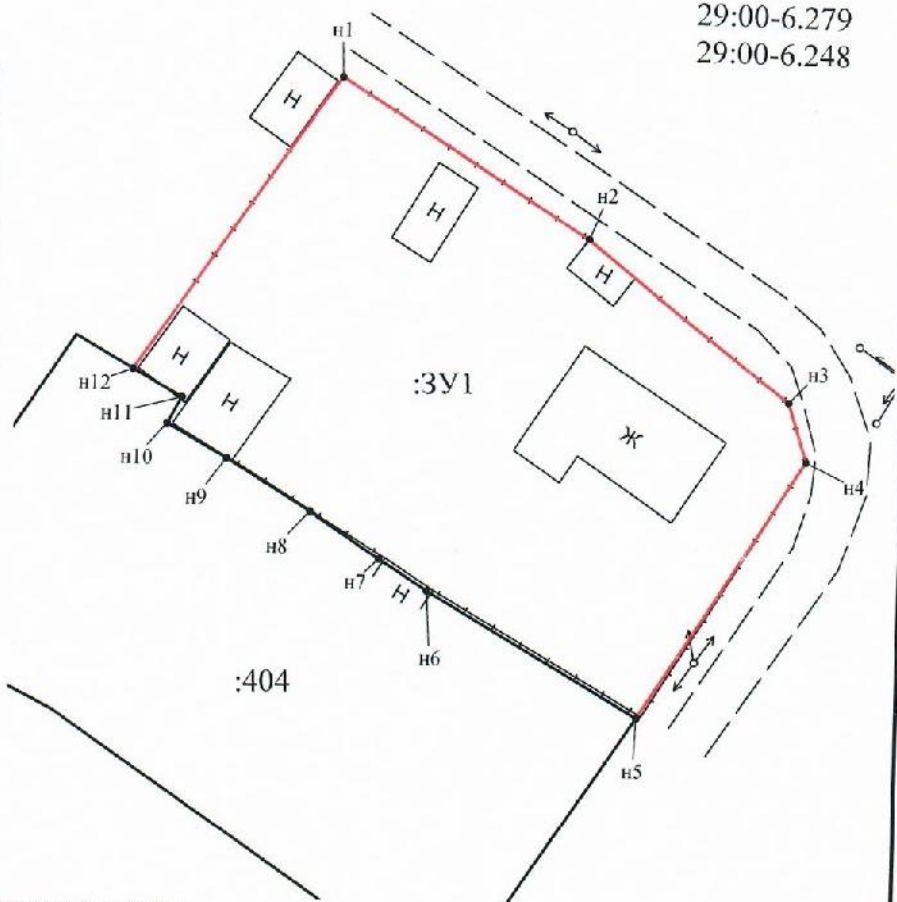 29:00-6.279
29:00-6.248
н1
Н
Н
н2
Н
Н
н12
н11
:ЗУ1
н3
Н
Ж
н10
н4
н9
н8
н7
Н
н6
:404
н5